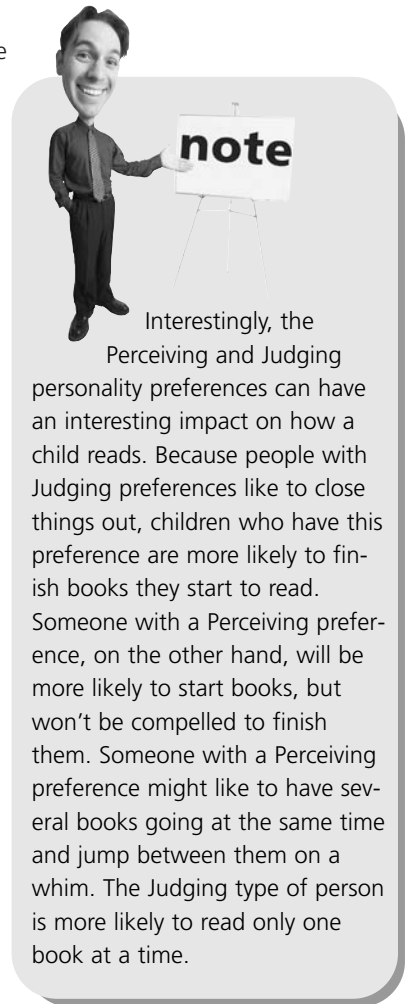 e
note
Interestingly, the
Perceiving and Judging
personality preferences can have
an interesting impact on how a
child reads. Because people with
Judging preferences like to close
things out, children who have this
preference are more likely to fin-
ish books they start to read.
Someone with a Perceiving prefer-
ence, on the other hand, will be
more likely to start books, but
won’t be compelled to finish
them. Someone with a Perceiving
preference might like to have sev-
eral books going at the same time
and jump between them on a
whim. The Judging type of person
is more likely to read only one
book at a time.